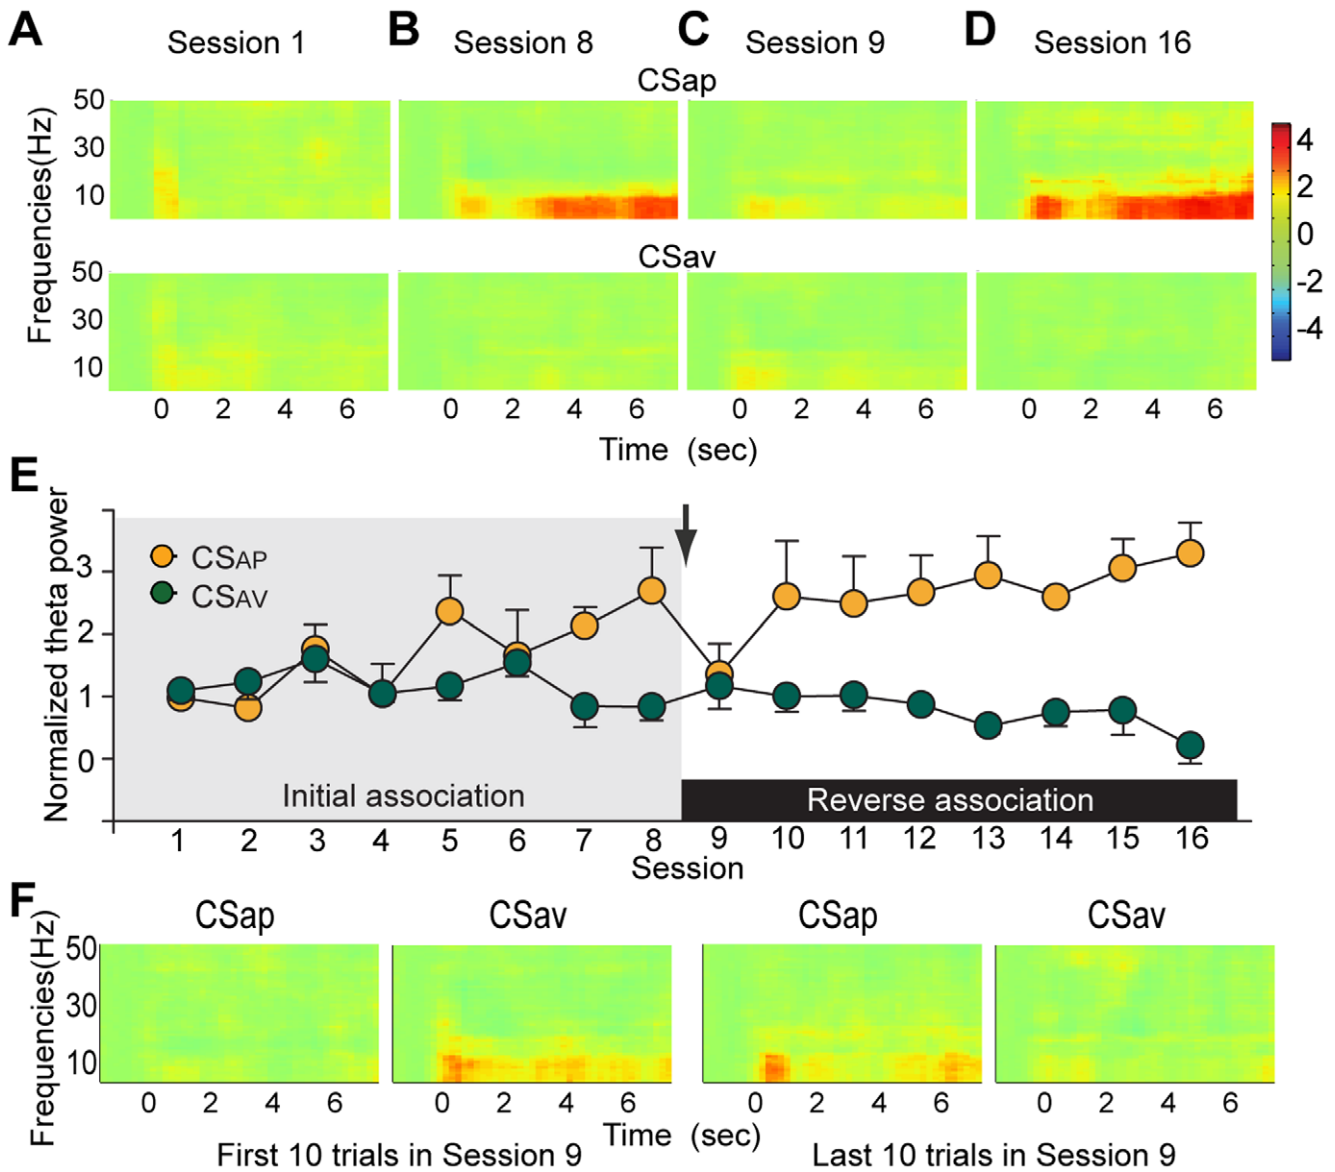 A
Session 1
B
Session 8
C
Session 9
D
Session 16
CSap
Frequencies(Hz)
50
30
10
4
2
0
-2
-4
CSav
50
30
10
0 2 4 6
0 2 4 6
0 2 4 6
0 2 4 6
Time (sec)
E
Normalized theta power
3
2
1
0
CSAP
CSAV
Initial association
Reverse association
1 2 3 4 5 6 7 8 9 10 11 12 13 14 15 16
Session
F
CSap
CSav
CSap
CSav
Frequencies(Hz)
50
30
10
0 2 4 6
0 2 4 6
0 2 4 6
0 2 4 6
Time (sec)
First 10 trials in Session 9
Last 10 trials in Session 9